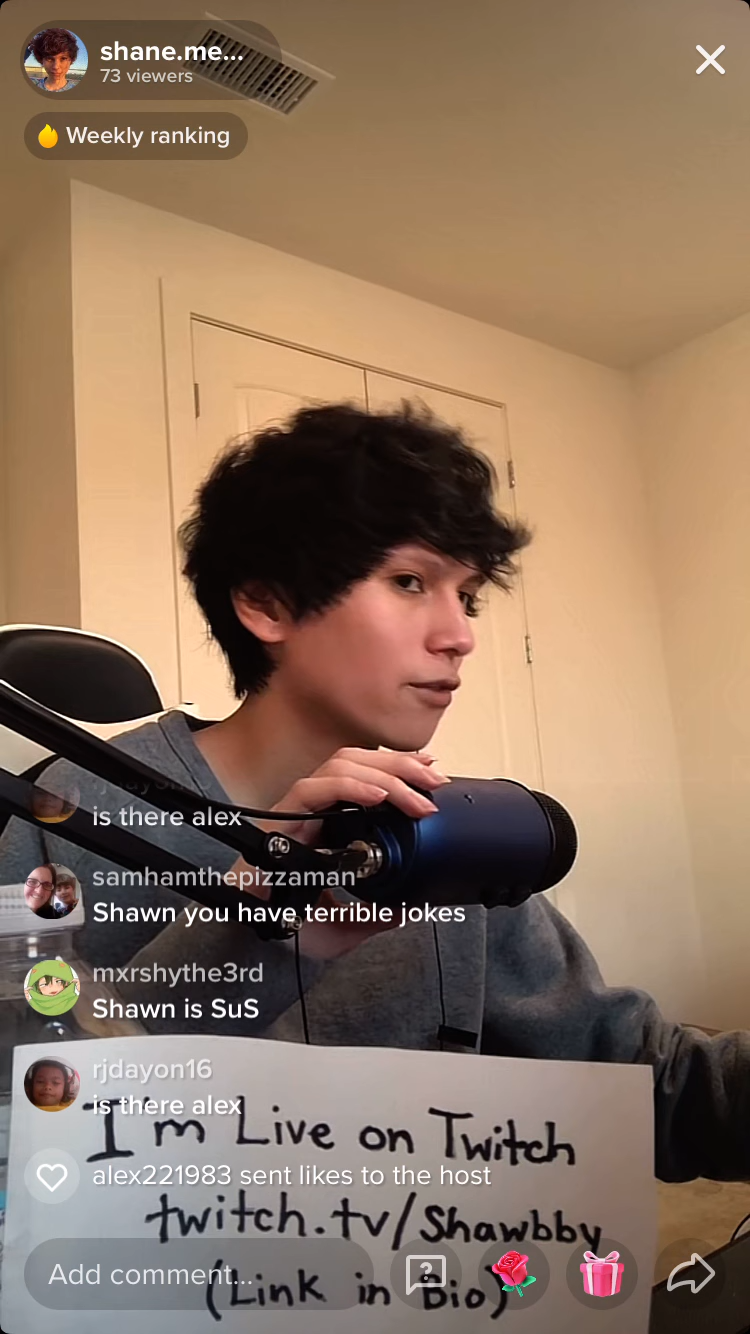 shane.me...
73 viewers
Weekly ranking
is there alex
samhamthepizzaman
Shawn you have terrible jokes
mxrshythe3rd
Shawn is SuS
rjdayon16
is there alex
I'm Live on Twitch
alex221983 sent likes to the host
twitch.tv/Shawbby
Add comment...
(Link in Bio)